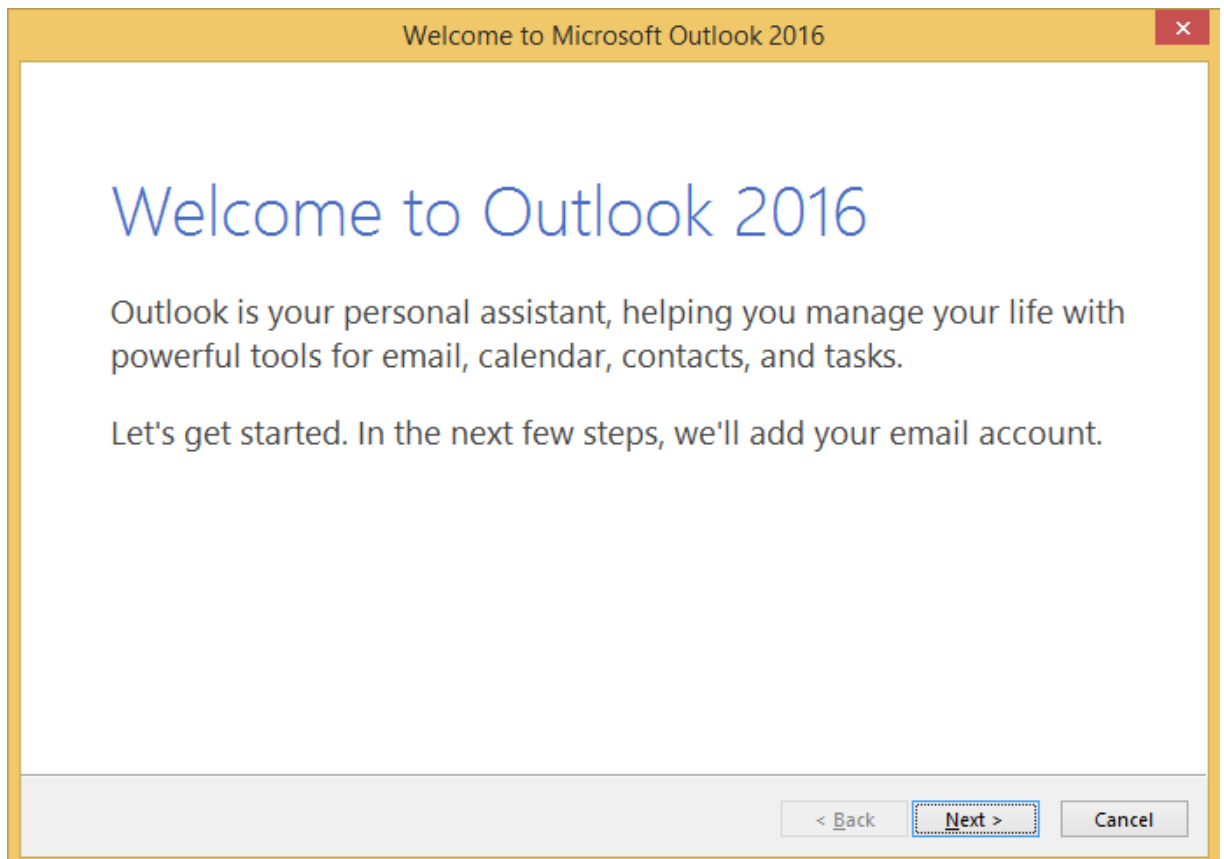 Welcome to Microsoft Outlook 2016
Welcome to Outlook 2016
Outlook is your personal assistant, helping you manage your life with
powerful tools for email, calendar, contacts, and tasks.
Let's get started. In the next few steps, we'll add your email account.
< Back Next > Cancel